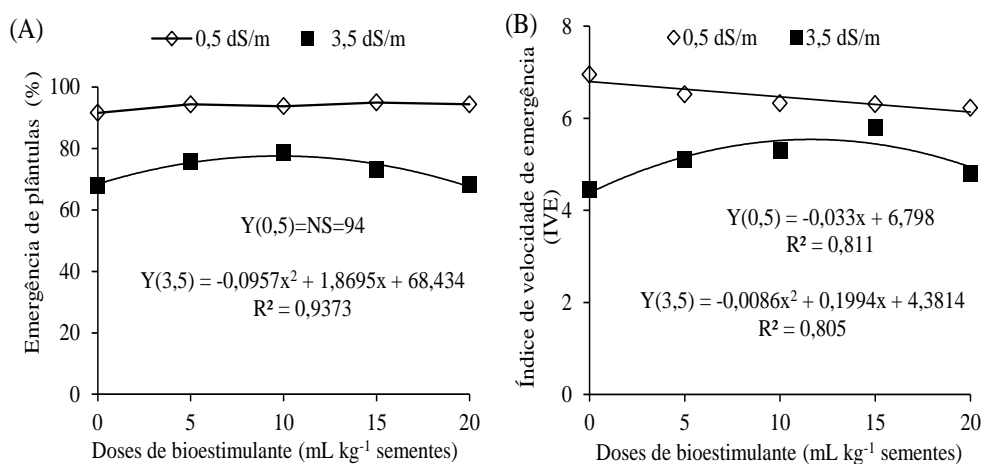 (A)
0,5 dS/m 3,5 dS/m
Emergência de plântulas (%)
100
80
60
40
20
0
Y(0,5)=NS=94
Y(3,5) = -0,0957x² + 1,8695x + 68,434
R² = 0,9373
0 5 10 15 20
Doses de bioestimulante (mL kg⁻¹ sementes)
(B)
0,5 dS/m 3,5 dS/m
Índice de velocidade de emergência
(IVE)
8
6
4
2
0
Y(0,5) = -0,033x + 6,798
R² = 0,811
Y(3,5) = -0,0086x² + 0,1994x + 4,3814
R² = 0,805
0 5 10 15 20
Doses de bioestimulante (mL kg⁻¹ sementes)